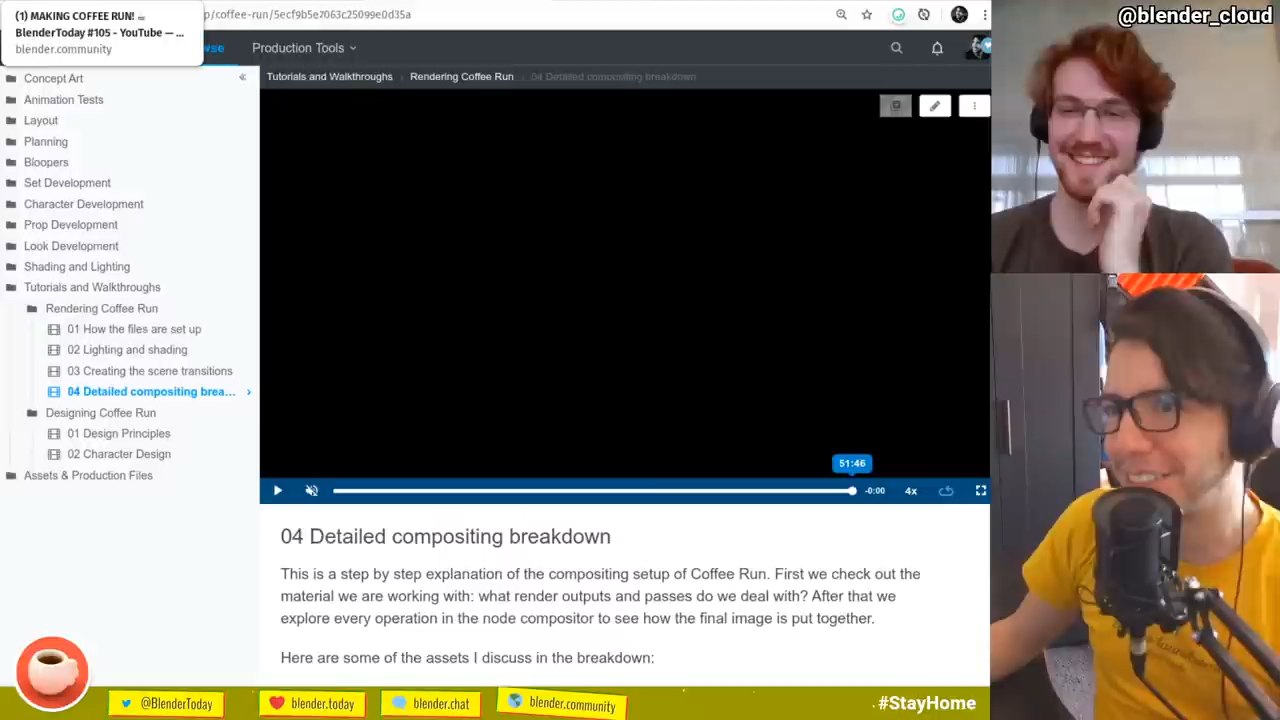 (1) MAKING COFFEE RUN! ☕
BlenderToday #105 - YouTube — ...
blender.community
p/coffee-run/5ecf9b5e7063c25099e0d35a
@blender_cloud
wse
Production Tools
Tutorials and Walkthroughs › Rendering Coffee Run › 04 Detailed compositing breakdown
Concept Art
Animation Tests
Layout
Planning
Bloopers
Set Development
Character Development
Prop Development
Look Development
Shading and Lighting
Tutorials and Walkthroughs
Rendering Coffee Run
01 How the files are set up
02 Lighting and shading
03 Creating the scene transitions
04 Detailed compositing brea...
Designing Coffee Run
01 Design Principles
02 Character Design
Assets & Production Files
51:46
-0:00
4x
04 Detailed compositing breakdown
This is a step by step explanation of the compositing setup of Coffee Run. First we check out the
material we are working with: what render outputs and passes do we deal with? After that we
explore every operation in the node compositor to see how the final image is put together.
Here are some of the assets I discuss in the breakdown:
@BlenderToday
blender.today
blender.chat
blender.community
#StayHome